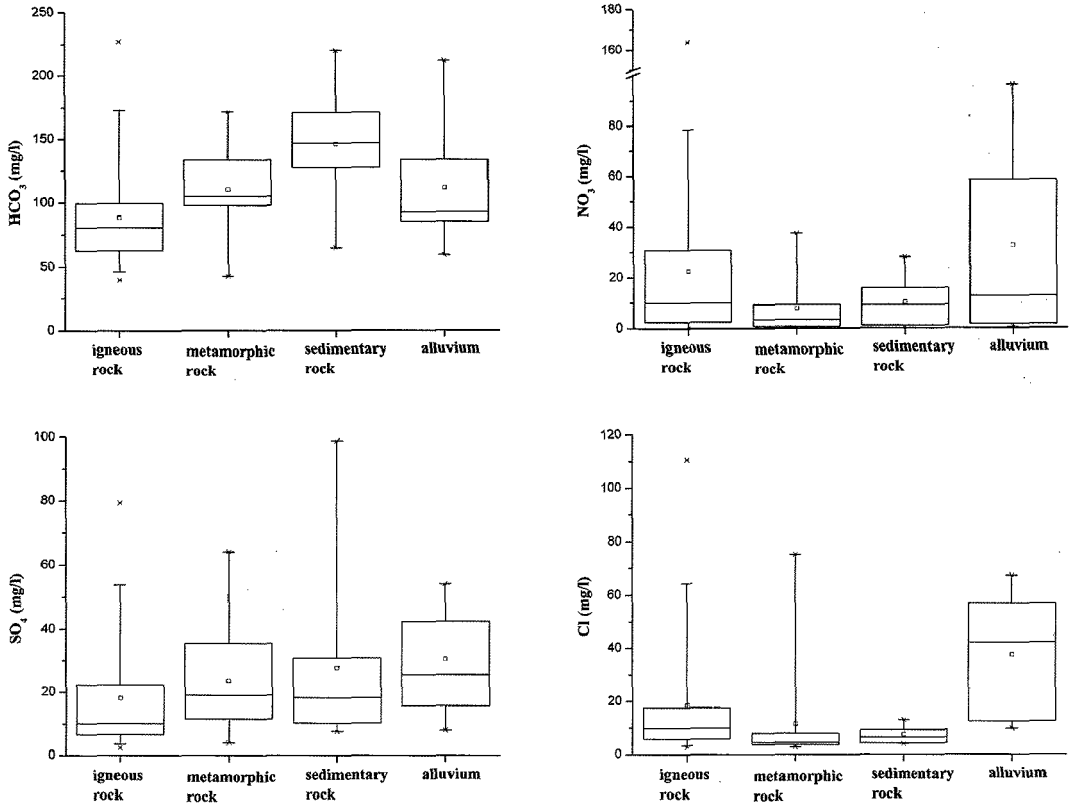 250
200
150
100
50
0
HCO3 (mg/l)
igneous rock
metamorphic rock
sedimentary rock
alluvium
180
160
80
60
40
20
0
NO3 (mg/l)
igneous rock
metamorphic rock
sedimentary rock
alluvium
100
80
60
40
20
0
SO4 (mg/l)
igneous rock
metamorphic rock
sedimentary rock
alluvium
120
100
80
60
40
20
0
Cl (mg/l)
igneous rock
metamorphic rock
sedimentary rock
alluvium